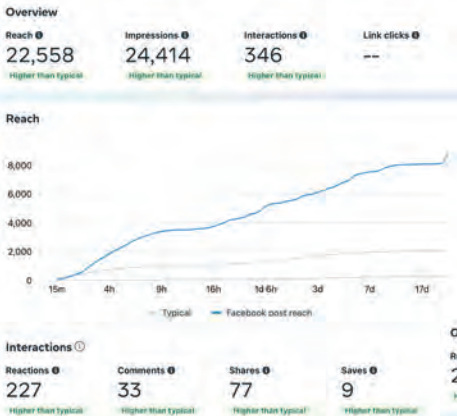 Overview
Reach Impressions Interactions Link clicks
22,558 24,414 346 --
Higher than typical Higher than typical Higher than typical
Reach
8,000
6,000
4,000
2,000
0
15m 4h 9h 16h 1d 6h 3d 7d 17d
Typical Facebook post reach
Interactions
Reactions Comments Shares Saves
227 33 77 9
Higher than typical Higher than typical Higher than typical Higher than typical